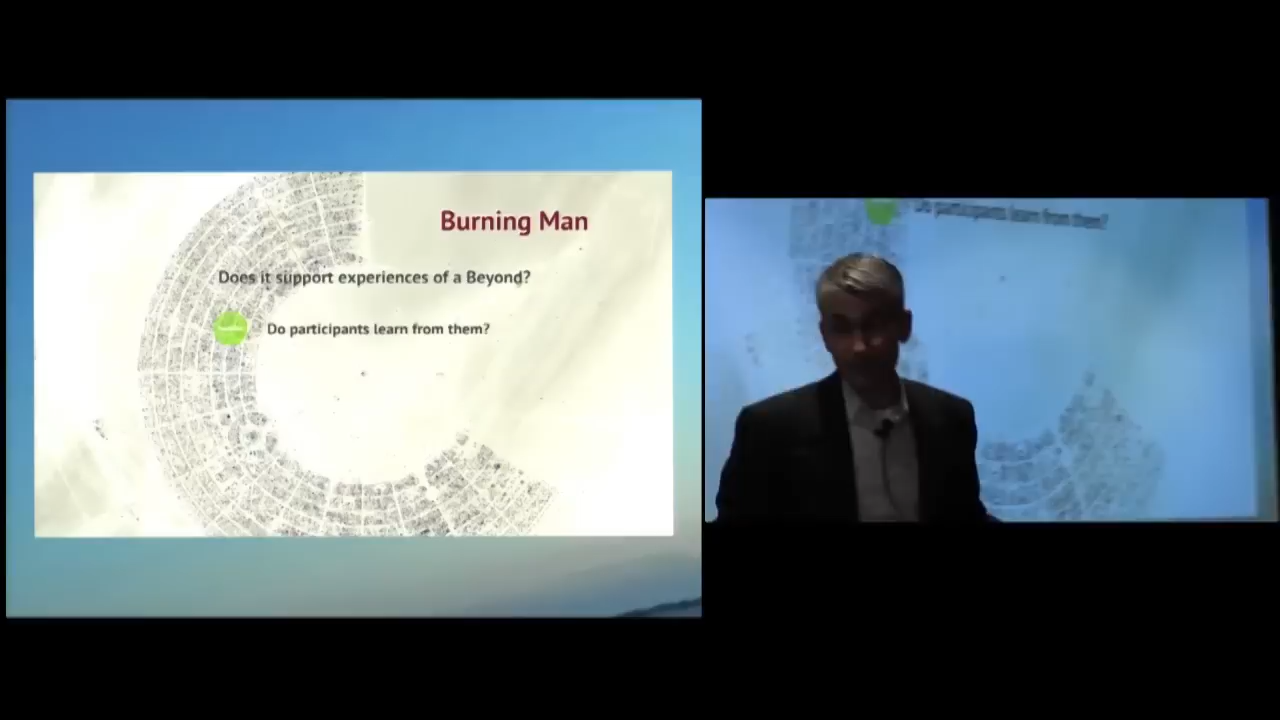 Burning Man
Does it support experiences of a Beyond?
Do participants learn from them?
Do participants learn from them?